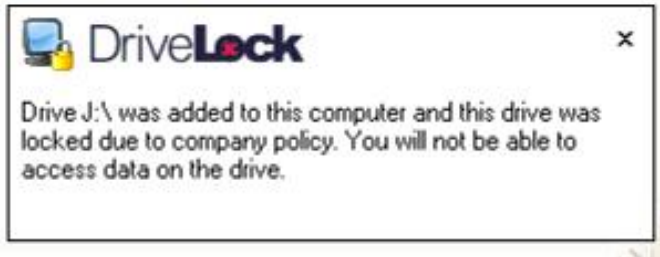 DriveLock
Drive J:\ was added to this computer and this drive was
locked due to company policy. You will not be able to
access data on the drive.